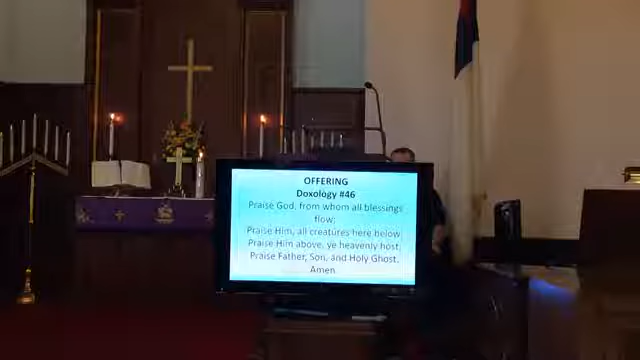 OFFERING
Doxology #46
Praise God, from whom all blessings
flow;
Praise Him, all creatures here below;
Praise Him above, ye heavenly host;
Praise Father, Son, and Holy Ghost.
Amen